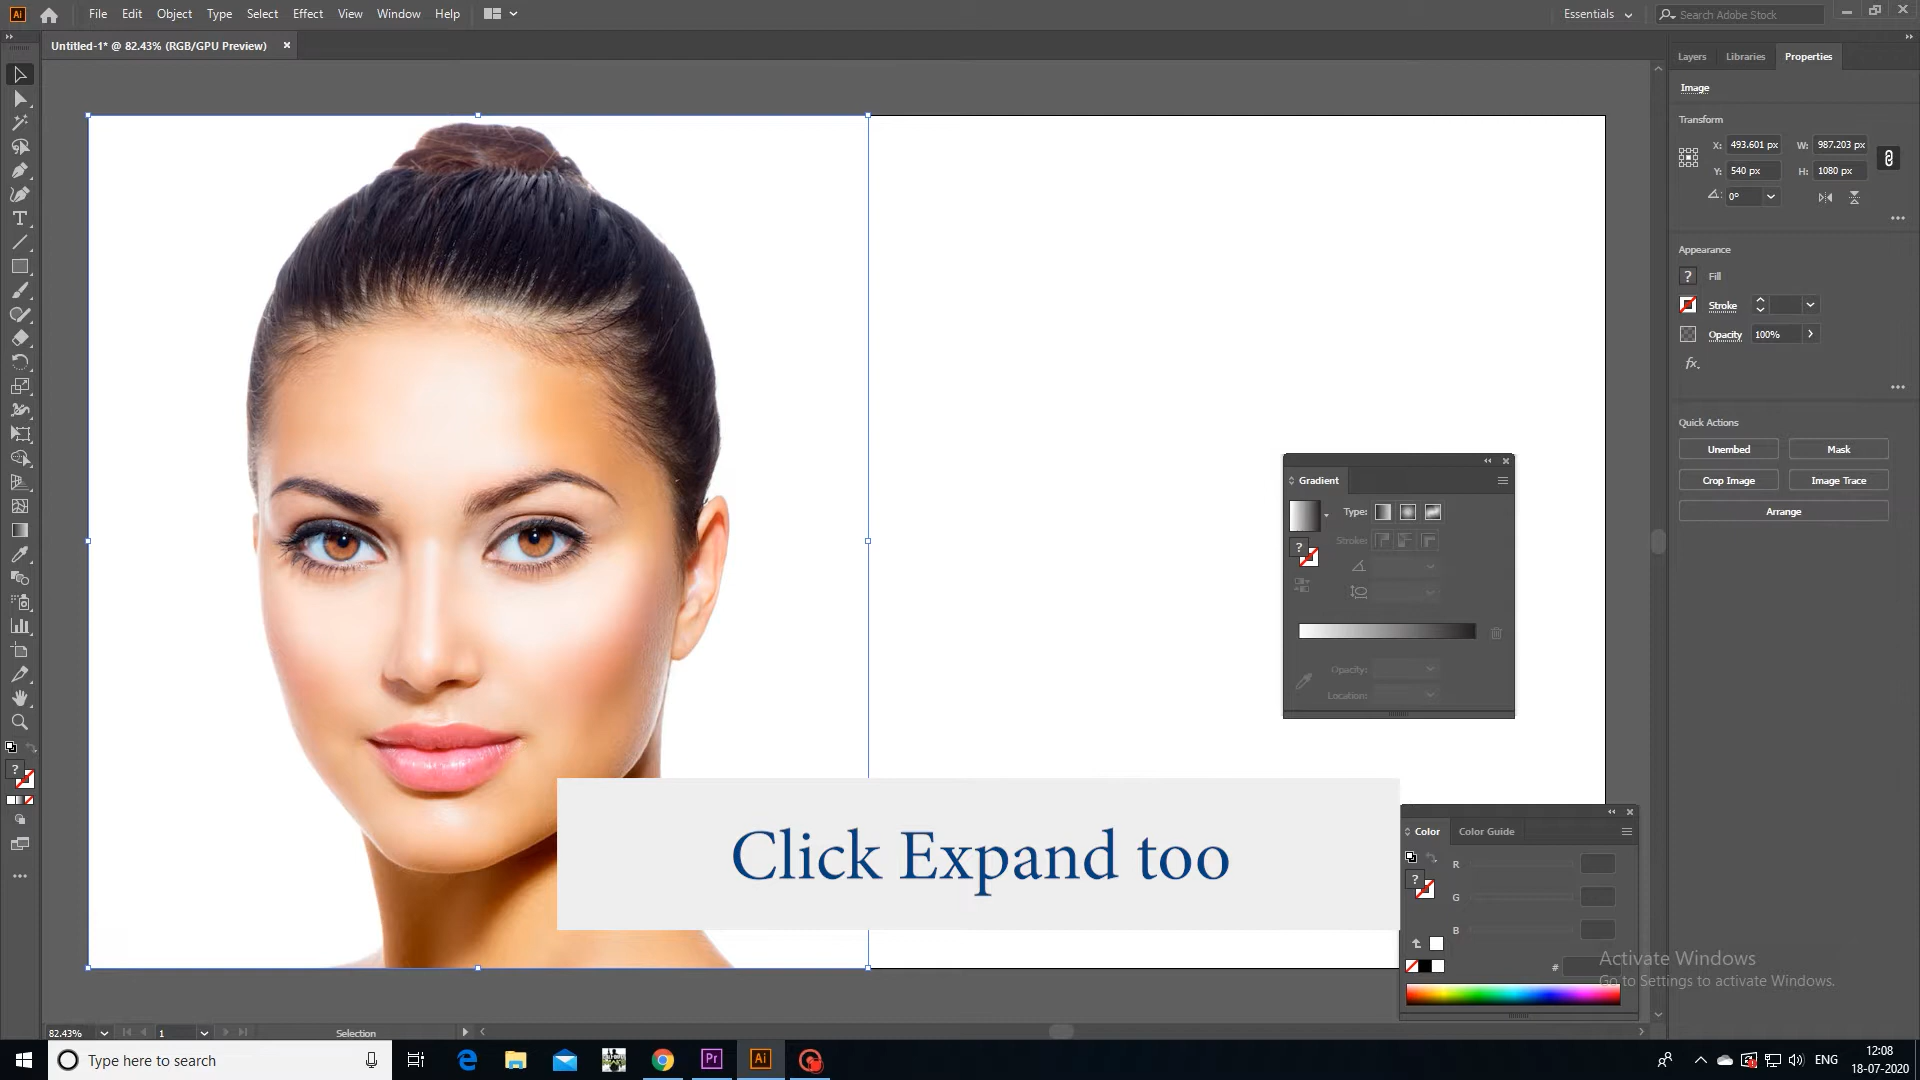 Ai File Edit Object Type Select Effect View Window Help Essentials Search Adobe Stock
Untitled-1* @ 82.43% (RGB/GPU Preview)
Layers Libraries Properties
Image
Transform
X: 493.601 px W: 987.203 px
Y: 540 px H: 1080 px
0°
Appearance
? Fill
Stroke
Opacity 100%
fx.
Quick Actions
Unembed Mask
Crop Image Image Trace
Arrange
Gradient
Type:
?
Stroke:
Opacity:
Location:
?
Click Expand too
Color Color Guide
R
? G
B
#
Activate Windows
Go to Settings to activate Windows.
82.43% 1 Selection
Type here to search Pr Ai ENG
12:08
18-07-2020